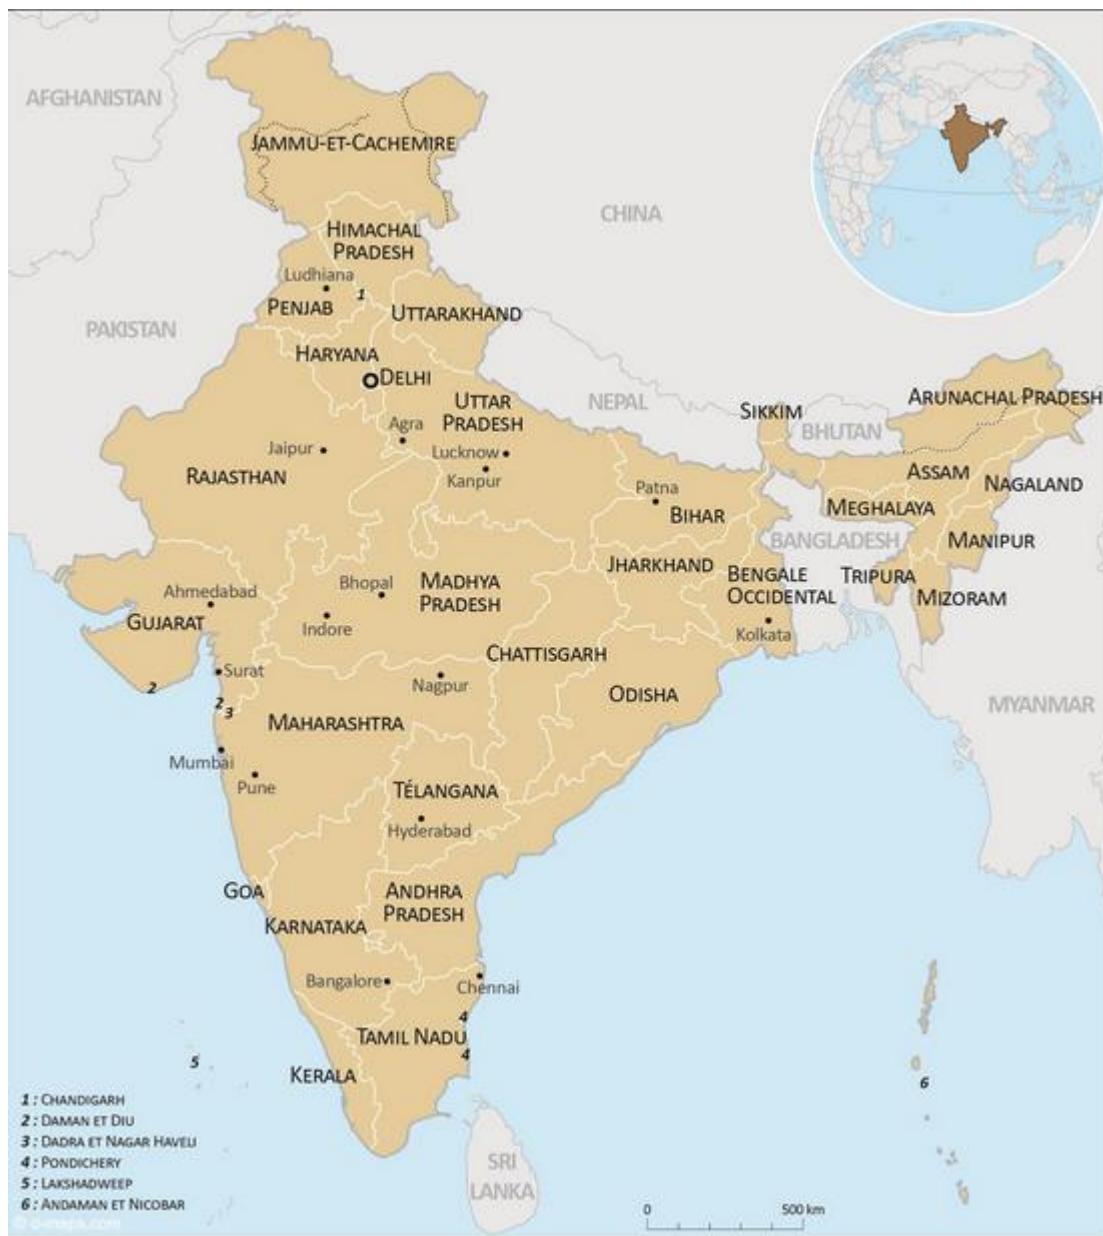 AFGHANISTAN
JAMMU-ET-CACHEMIRE
CHINA
HIMACHAL
PRADESH
Ludhiana
1
PENJAB
UTTARAKHAND
PAKISTAN
HARYANA
DELHI
NEPAL
UTTAR
PRADESH
SIKKIM
ARUNACHAL PRADESH
BHUTAN
Agra
Jaipur
Lucknow
Kanpur
RAJASTHAN
ASSAM
NAGALAND
Patna
BIHAR
MEGHALAYA
BANGLADESH
MANIPUR
JHARKHAND
BENGALE
OCCIDENTAL
TRIPURA
MIZORAM
Bhopal
MADHYA
PRADESH
Ahmedabad
GUJARAT
Indore
Kolkata
CHATTISGARH
Surat
Nagpur
ODISHA
2
2
3
MYANMAR
MAHARASHTRA
Mumbai
Pune
TÉLANGANA
Hyderabad
GOA
ANDHRA
PRADESH
KARNATAKA
Bangalore
Chennai
4
TAMIL NADU
4
5
KERALA
6
1 : CHANDIGARH
2 : DAMAN ET DIU
3 : DADRA ET NAGAR HAVELI
4 : PONDICHERY
5 : LAKSHADWEEP
6 : ANDAMAN ET NICOBAR
SRI
LANKA
0 500 km
© d-maps.com